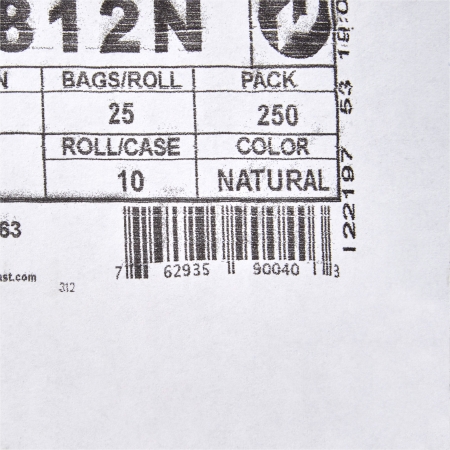 812N
N BAGS/ROLL PACK
25 250
ROLL/CASE COLOR
10 NATURAL
63
ast.com
312
7 62935 90040 3
122197 53